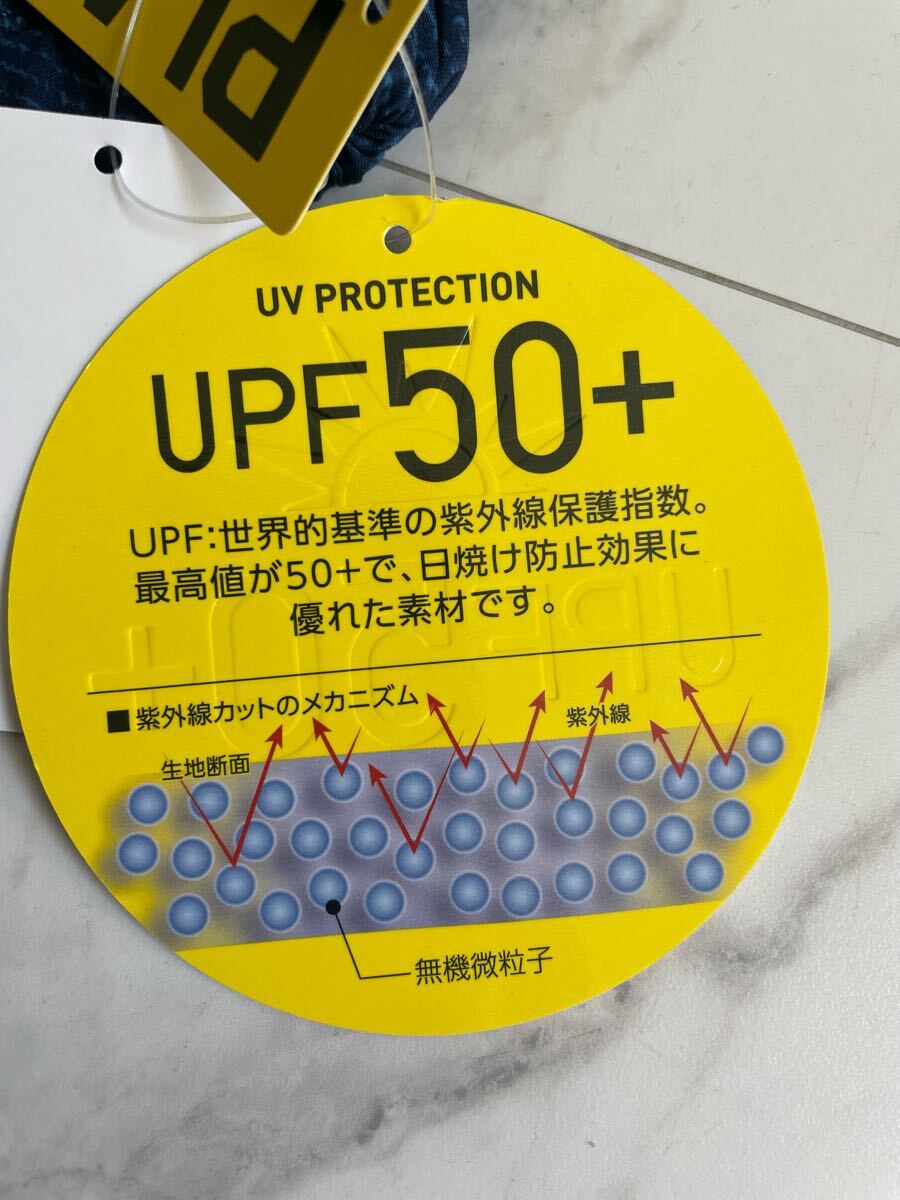 UV PROTECTION
UPF50+
UPF:世界的基準の紫外線保護指数。
最高値が50+で、日焼け防止効果に
優れた素材です。
■紫外線カットのメカニズム
紫外線
生地断面
無機微粒子